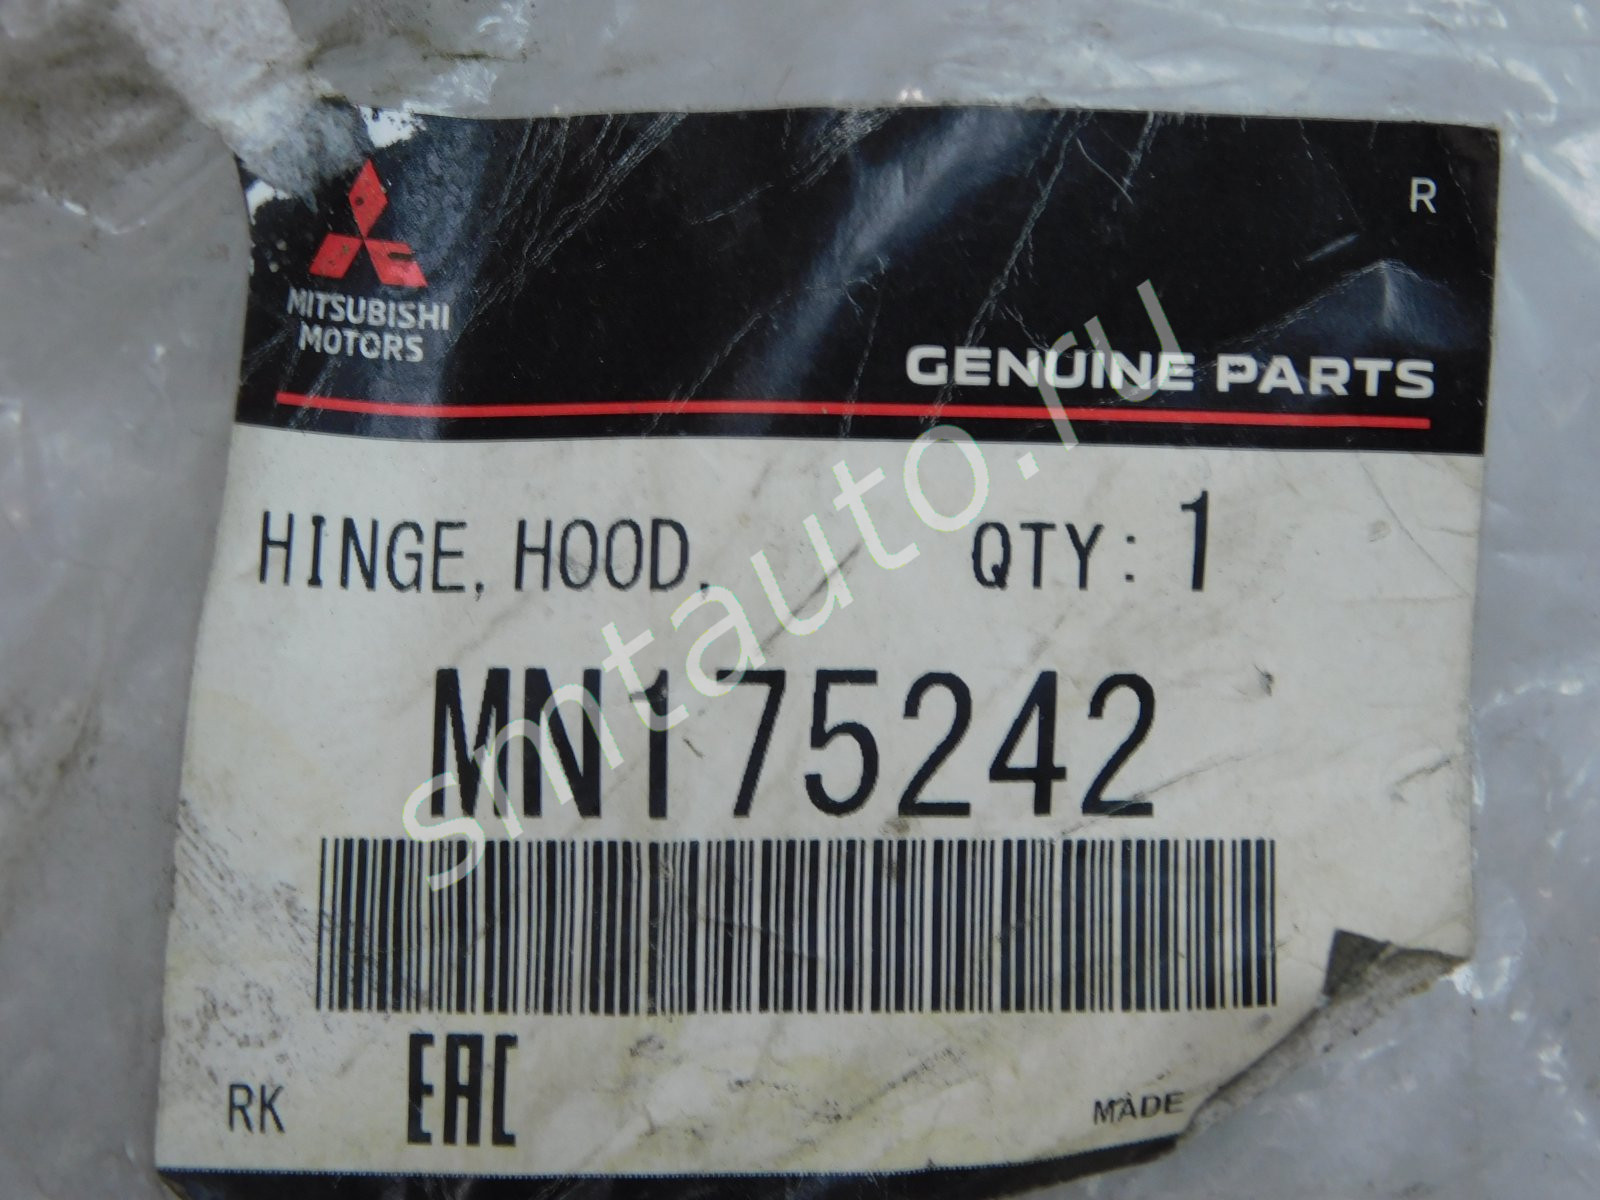 R
MITSUBISHI
MOTORS
GENUINE PARTS
HINGE, HOOD,
QTY: 1
MN175242
RK
EAC
MADE
smtauto.ru